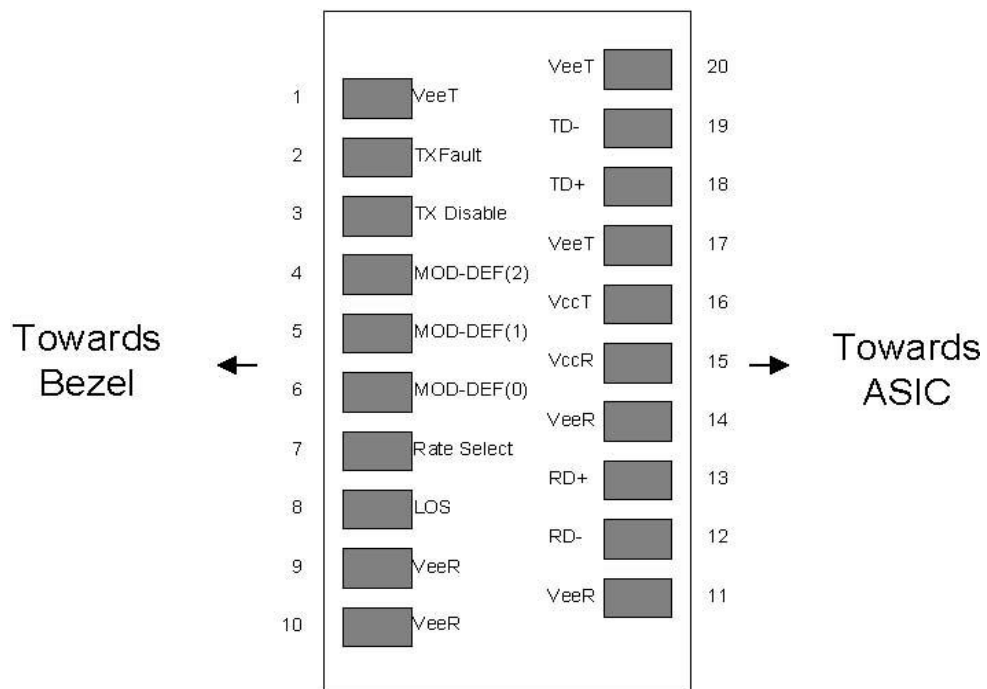 VeeT 20
1 VeeT
TD- 19
2 TXFault
TD+ 18
3 TX Disable
VeeT 17
4 MOD-DEF(2)
VccT 16
5 MOD-DEF(1)
Towards
Bezel
VccR 15
Towards
ASIC
6 MOD-DEF(0)
VeeR 14
7 Rate Select
RD+ 13
8 LOS
RD- 12
9 VeeR
VeeR 11
10 VeeR